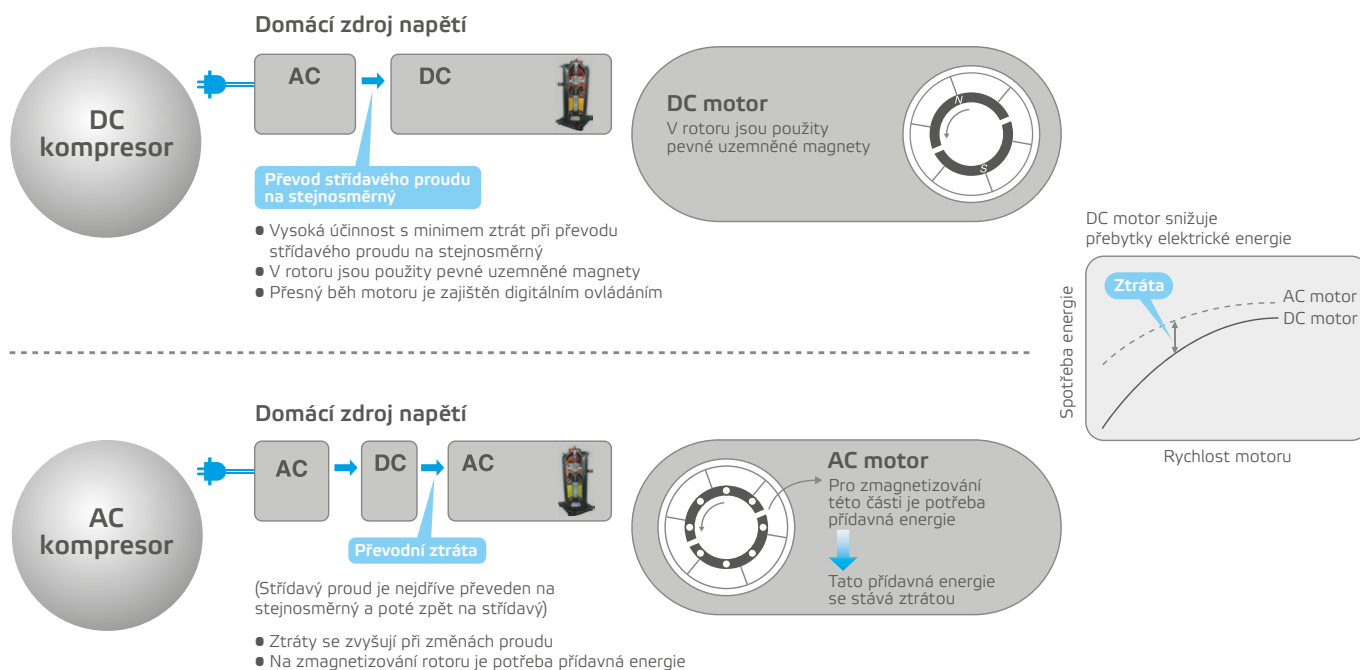 Domácí zdroj napětí
DC
kompresor
AC
DC
Převod střídavého proudu
na stejnosměrný
● Vysoká účinnost s minimem ztrát při převodu
střídavého proudu na stejnosměrný
● V rotoru jsou použity pevné uzemněné magnety
● Přesný běh motoru je zajištěn digitálním ovládáním
DC motor
V rotoru jsou použity
pevné uzemněné magnety
N
S
DC motor snižuje
přebytky elektrické energie
Spotřeba energie
Ztráta
AC motor
DC motor
Rychlost motoru
Domácí zdroj napětí
AC
kompresor
AC
DC
AC
Převodní ztráta
(Střídavý proud je nejdříve převeden na
stejnosměrný a poté zpět na střídavý)
● Ztráty se zvyšují při změnách proudu
● Na zmagnetizování rotoru je potřeba přídavná energie
AC motor
Pro zmagnetizování
této části je potřeba
přídavná energie
Tato přídavná energie
se stává ztrátou